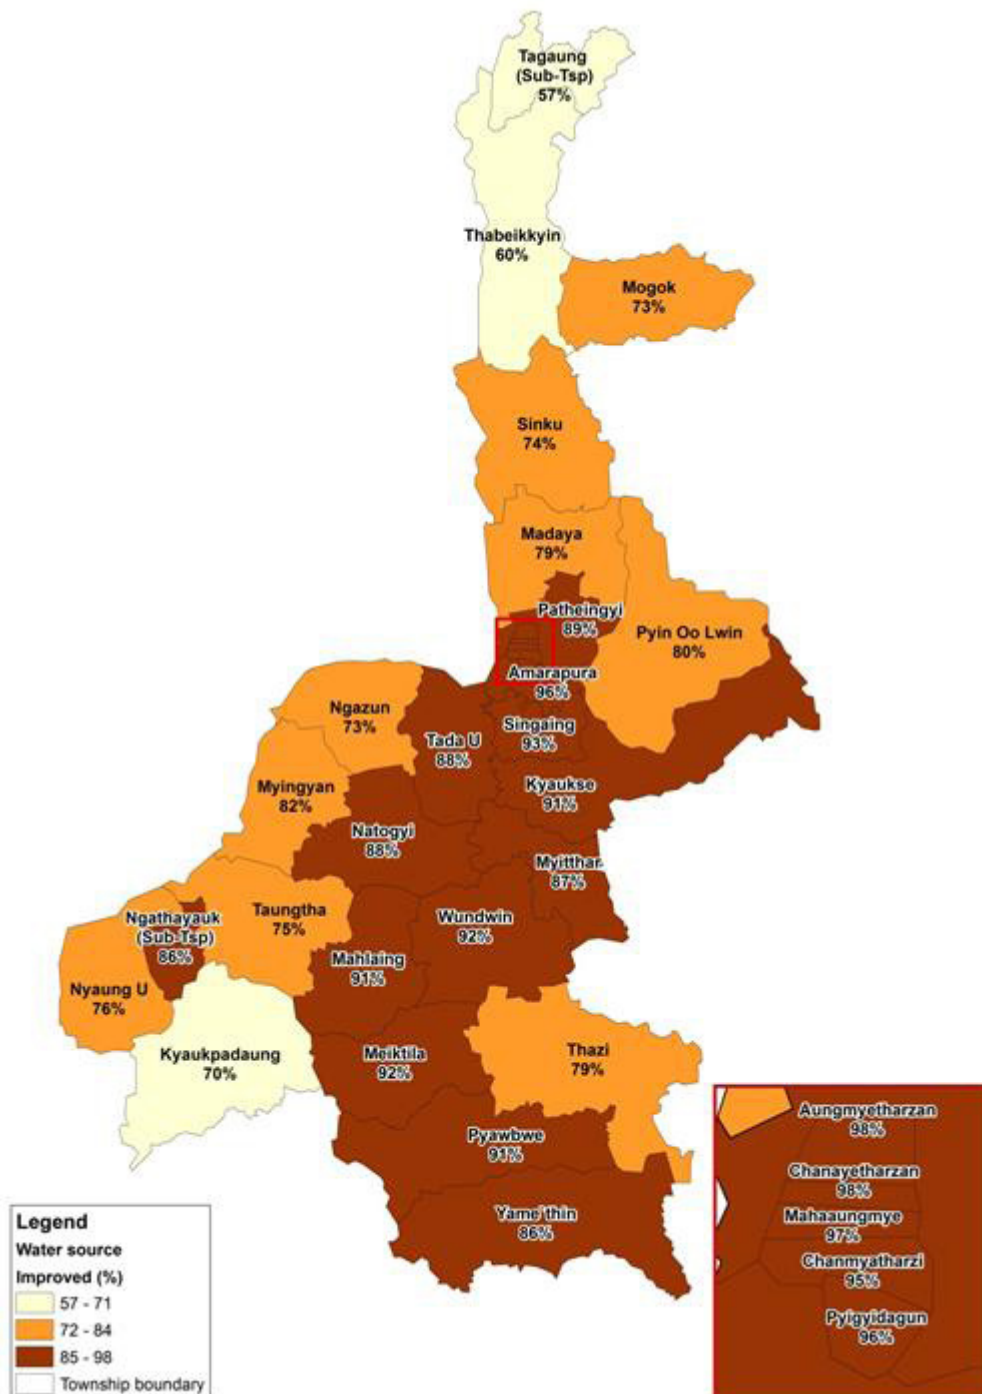 Tagaung
(Sub-Tsp)
57%
Thabeikkyin
60%
Mogok
73%
Sinku
74%
Madaya
79%
Patheingyi
89%
Pyin Oo Lwin
80%
Amarapura
96%
Ngazun
73%
Singaing
93%
Tada U
88%
Kyaukse
91%
Myingyan
82%
Natogyi
88%
Myitthar
87%
Taungtha
75%
Ngathayauk
(Sub-Tsp)
86%
Wundwin
92%
Mahlaing
91%
Nyaung U
76%
Kyaukpadaung
70%
Meiktila
92%
Thazi
79%
Pyawbwe
91%
Yame`thin
86%
Aungmyetharzan
98%
Chanayetharzan
98%
Mahaaungmye
97%
Chanmyatharzi
95%
Pyigyidagun
96%
Legend
Water source
Improved (%)
57 - 71
72 - 84
85 - 98
Township boundary